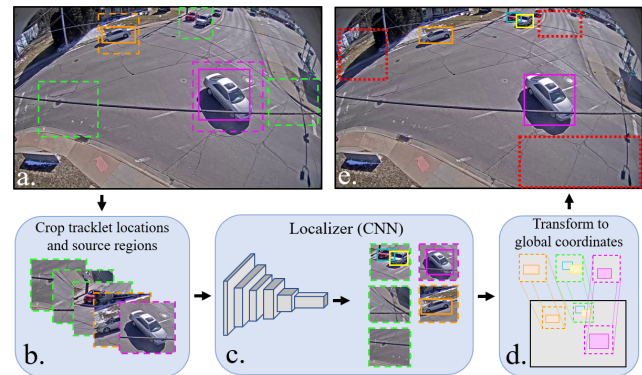 a.
e.
Crop tracklet locations
and source regions
b.
Localizer (CNN)
c.
Transform to
global coordinates
d.